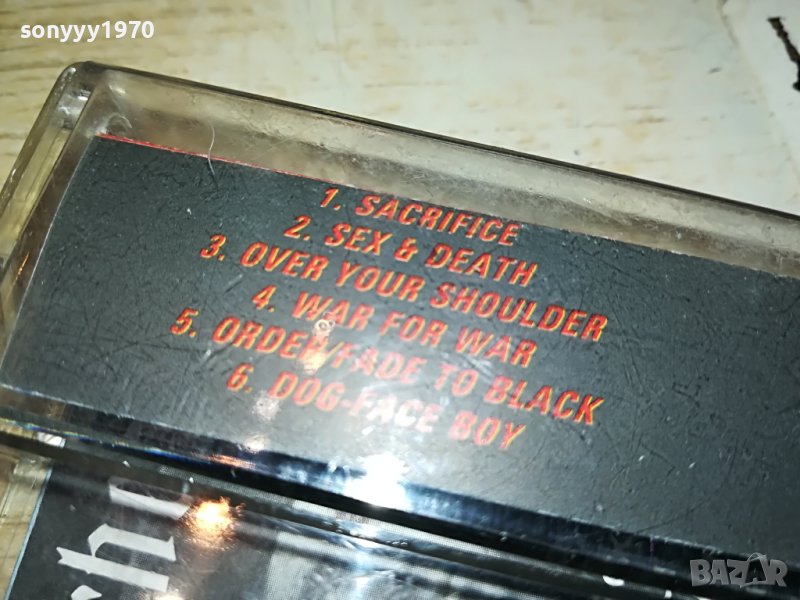 sonyyy1970
1. SACRIFICE
2. SEX & DEATH
3. OVER YOUR SHOULDER
4. WAR FOR WAR
5. ORDER/FADE TO BLACK
6. DOG-FACE BOY
BAZAR